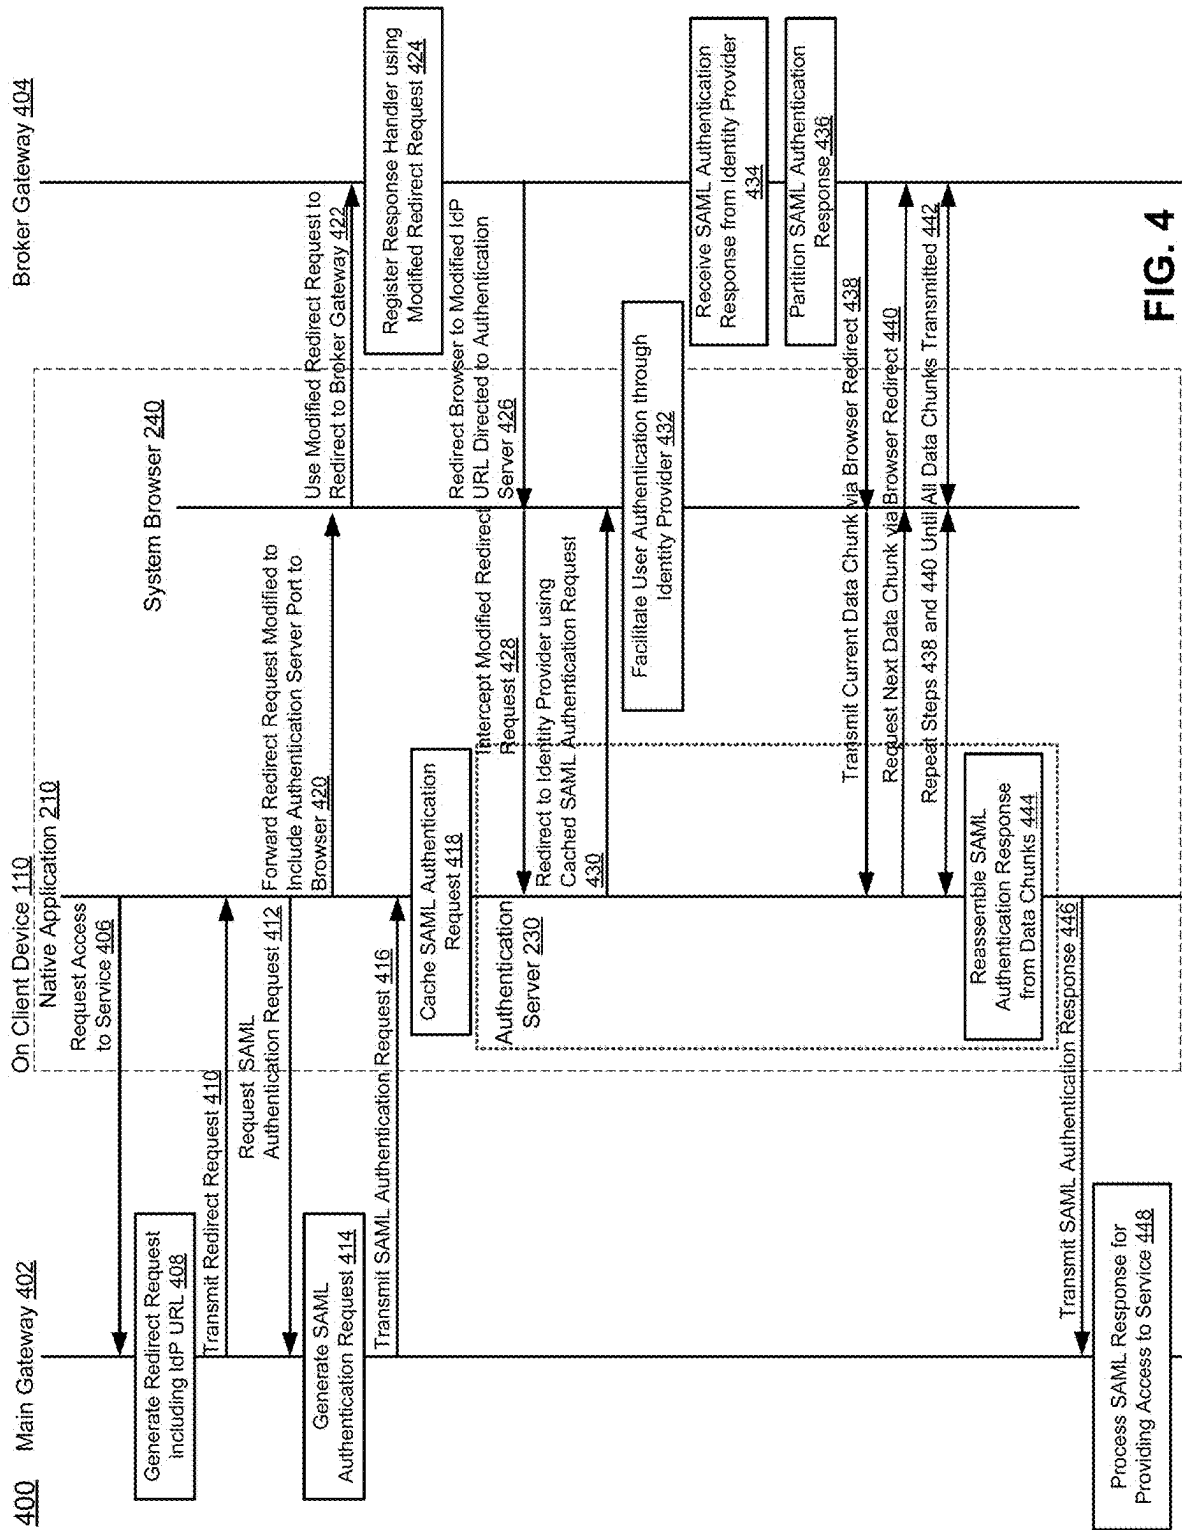 400
Main Gateway 402
On Client Device 110
Native Application 210
System Browser 240
Broker Gateway 404
Request Access
to Service 406
Generate Redirect Request
including IdP URL 408
Transmit Redirect Request 410
Request SAML
Authentication Request 412
Generate SAML
Authentication Request 414
Transmit SAML Authentication Request 416
Cache SAML Authentication
Request 418
Forward Redirect Request Modified to
Include Authentication Server Port to
Browser 420
Use Modified Redirect Request to
Redirect to Broker Gateway 422
Register Response Handler using
Modified Redirect Request 424
Redirect Browser to Modified IdP
URL Directed to Authentication
Server 426
Intercept Modified Redirect
Request 428
Authentication
Server 230
Redirect to Identity Provider using
Cached SAML Authentication Request
430
Facilitate User Authentication through
Identity Provider 432
Receive SAML Authentication
Response from Identity Provider
434
Partition SAML Authentication
Response 436
Transmit Current Data Chunk via Browser Redirect 438
Request Next Data Chunk via Browser Redirect 440
Repeat Steps 438 and 440 Until All Data Chunks Transmitted 442
Reassemble SAML
Authentication Response
from Data Chunks 444
Transmit SAML Authentication Response 446
Process SAML Response for
Providing Access to Service 448
FIG. 4